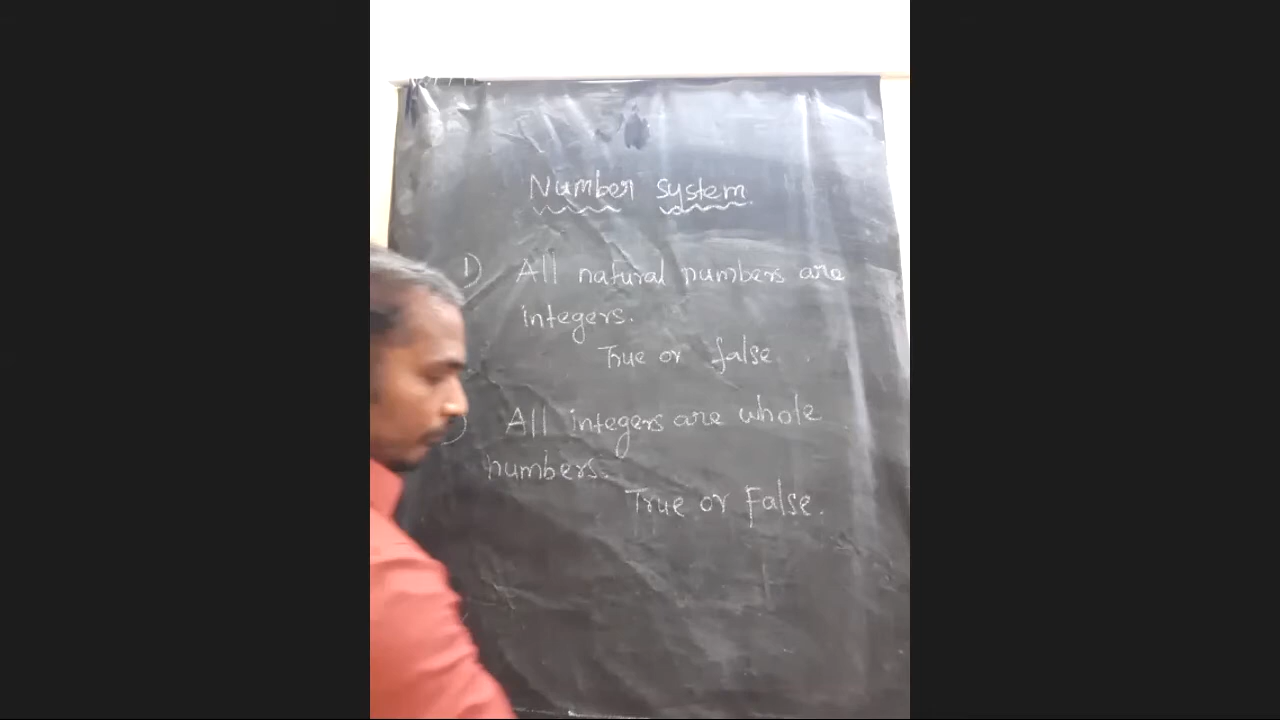 Number system
1) All natural numbers are
integers.
True or false
) All integers are whole
numbers.
True or False.